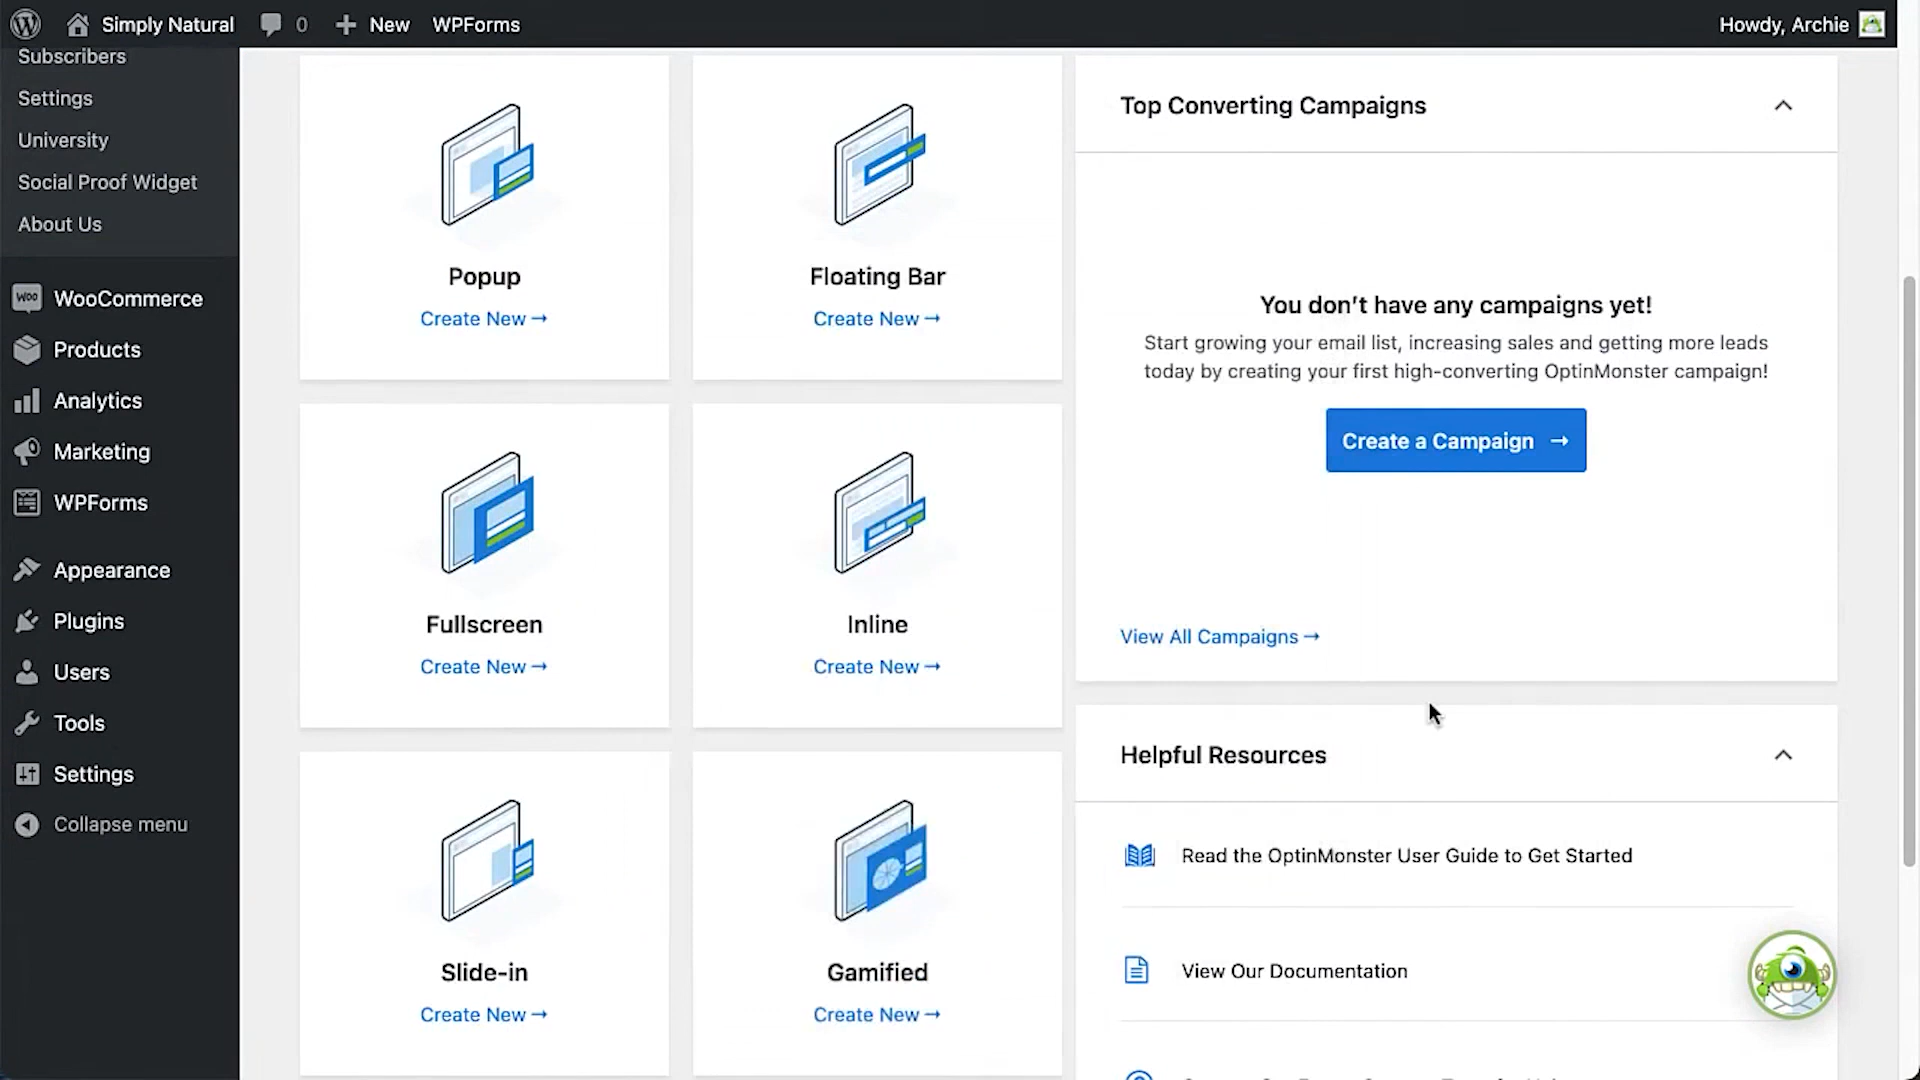 Simply Natural
0
New
WPForms
Howdy, Archie
Subscribers
Settings
University
Social Proof Widget
About Us
WOO
WooCommerce
Products
Analytics
Marketing
WPForms
Appearance
Plugins
Users
Tools
Settings
Collapse menu
Popup
Create New →
Floating Bar
Create New →
Fullscreen
Create New →
Inline
Create New →
Slide-in
Create New →
Gamified
Create New →
Top Converting Campaigns
You don't have any campaigns yet!
Start growing your email list, increasing sales and getting more leads
today by creating your first high-converting OptinMonster campaign!
Create a Campaign →
View All Campaigns →
Helpful Resources
Read the OptinMonster User Guide to Get Started
View Our Documentation